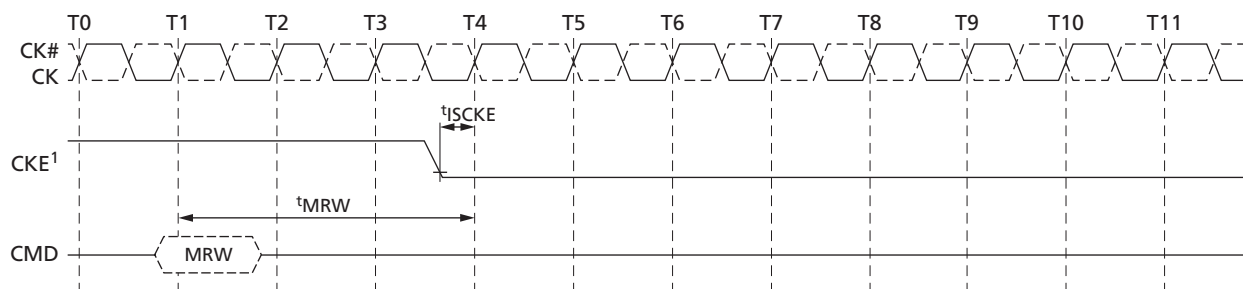 T0 T1 T2 T3 T4 T5 T6 T7 T8 T9 T10 T11
CK#
CK
tISCKE
CKE1
tMRW
CMD MRW